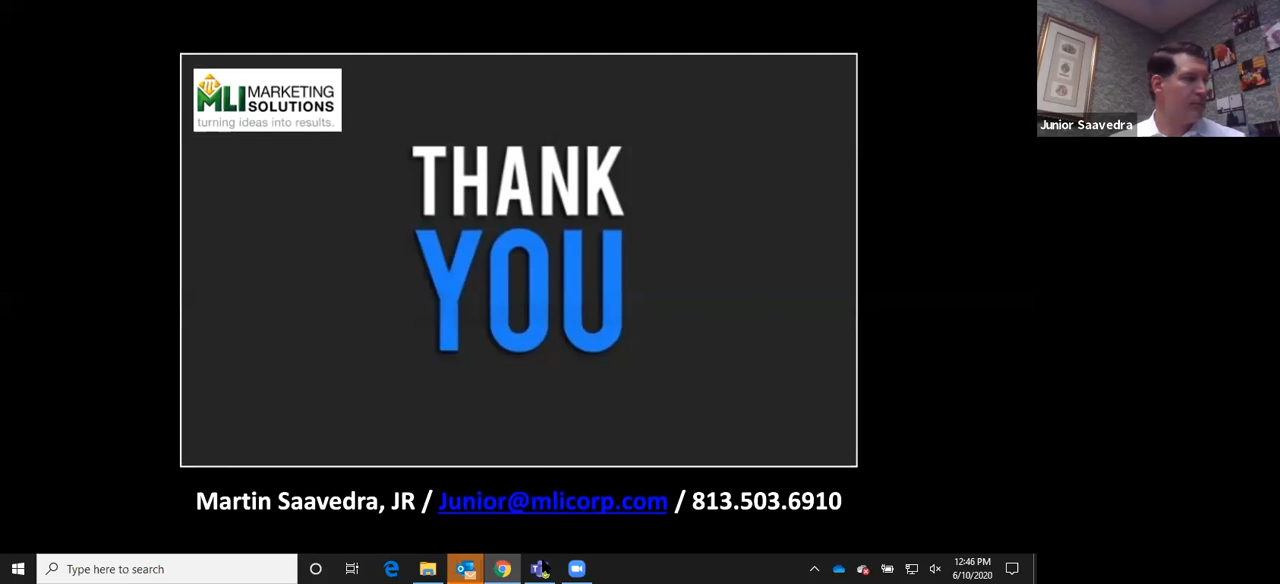 MLI MARKETING
SOLUTIONS
turning ideas into results.
THANK
YOU
Junior Saavedra
Martin Saavedra, JR / Junior@mlicorp.com / 813.503.6910
Type here to search
12:46 PM
6/10/2020